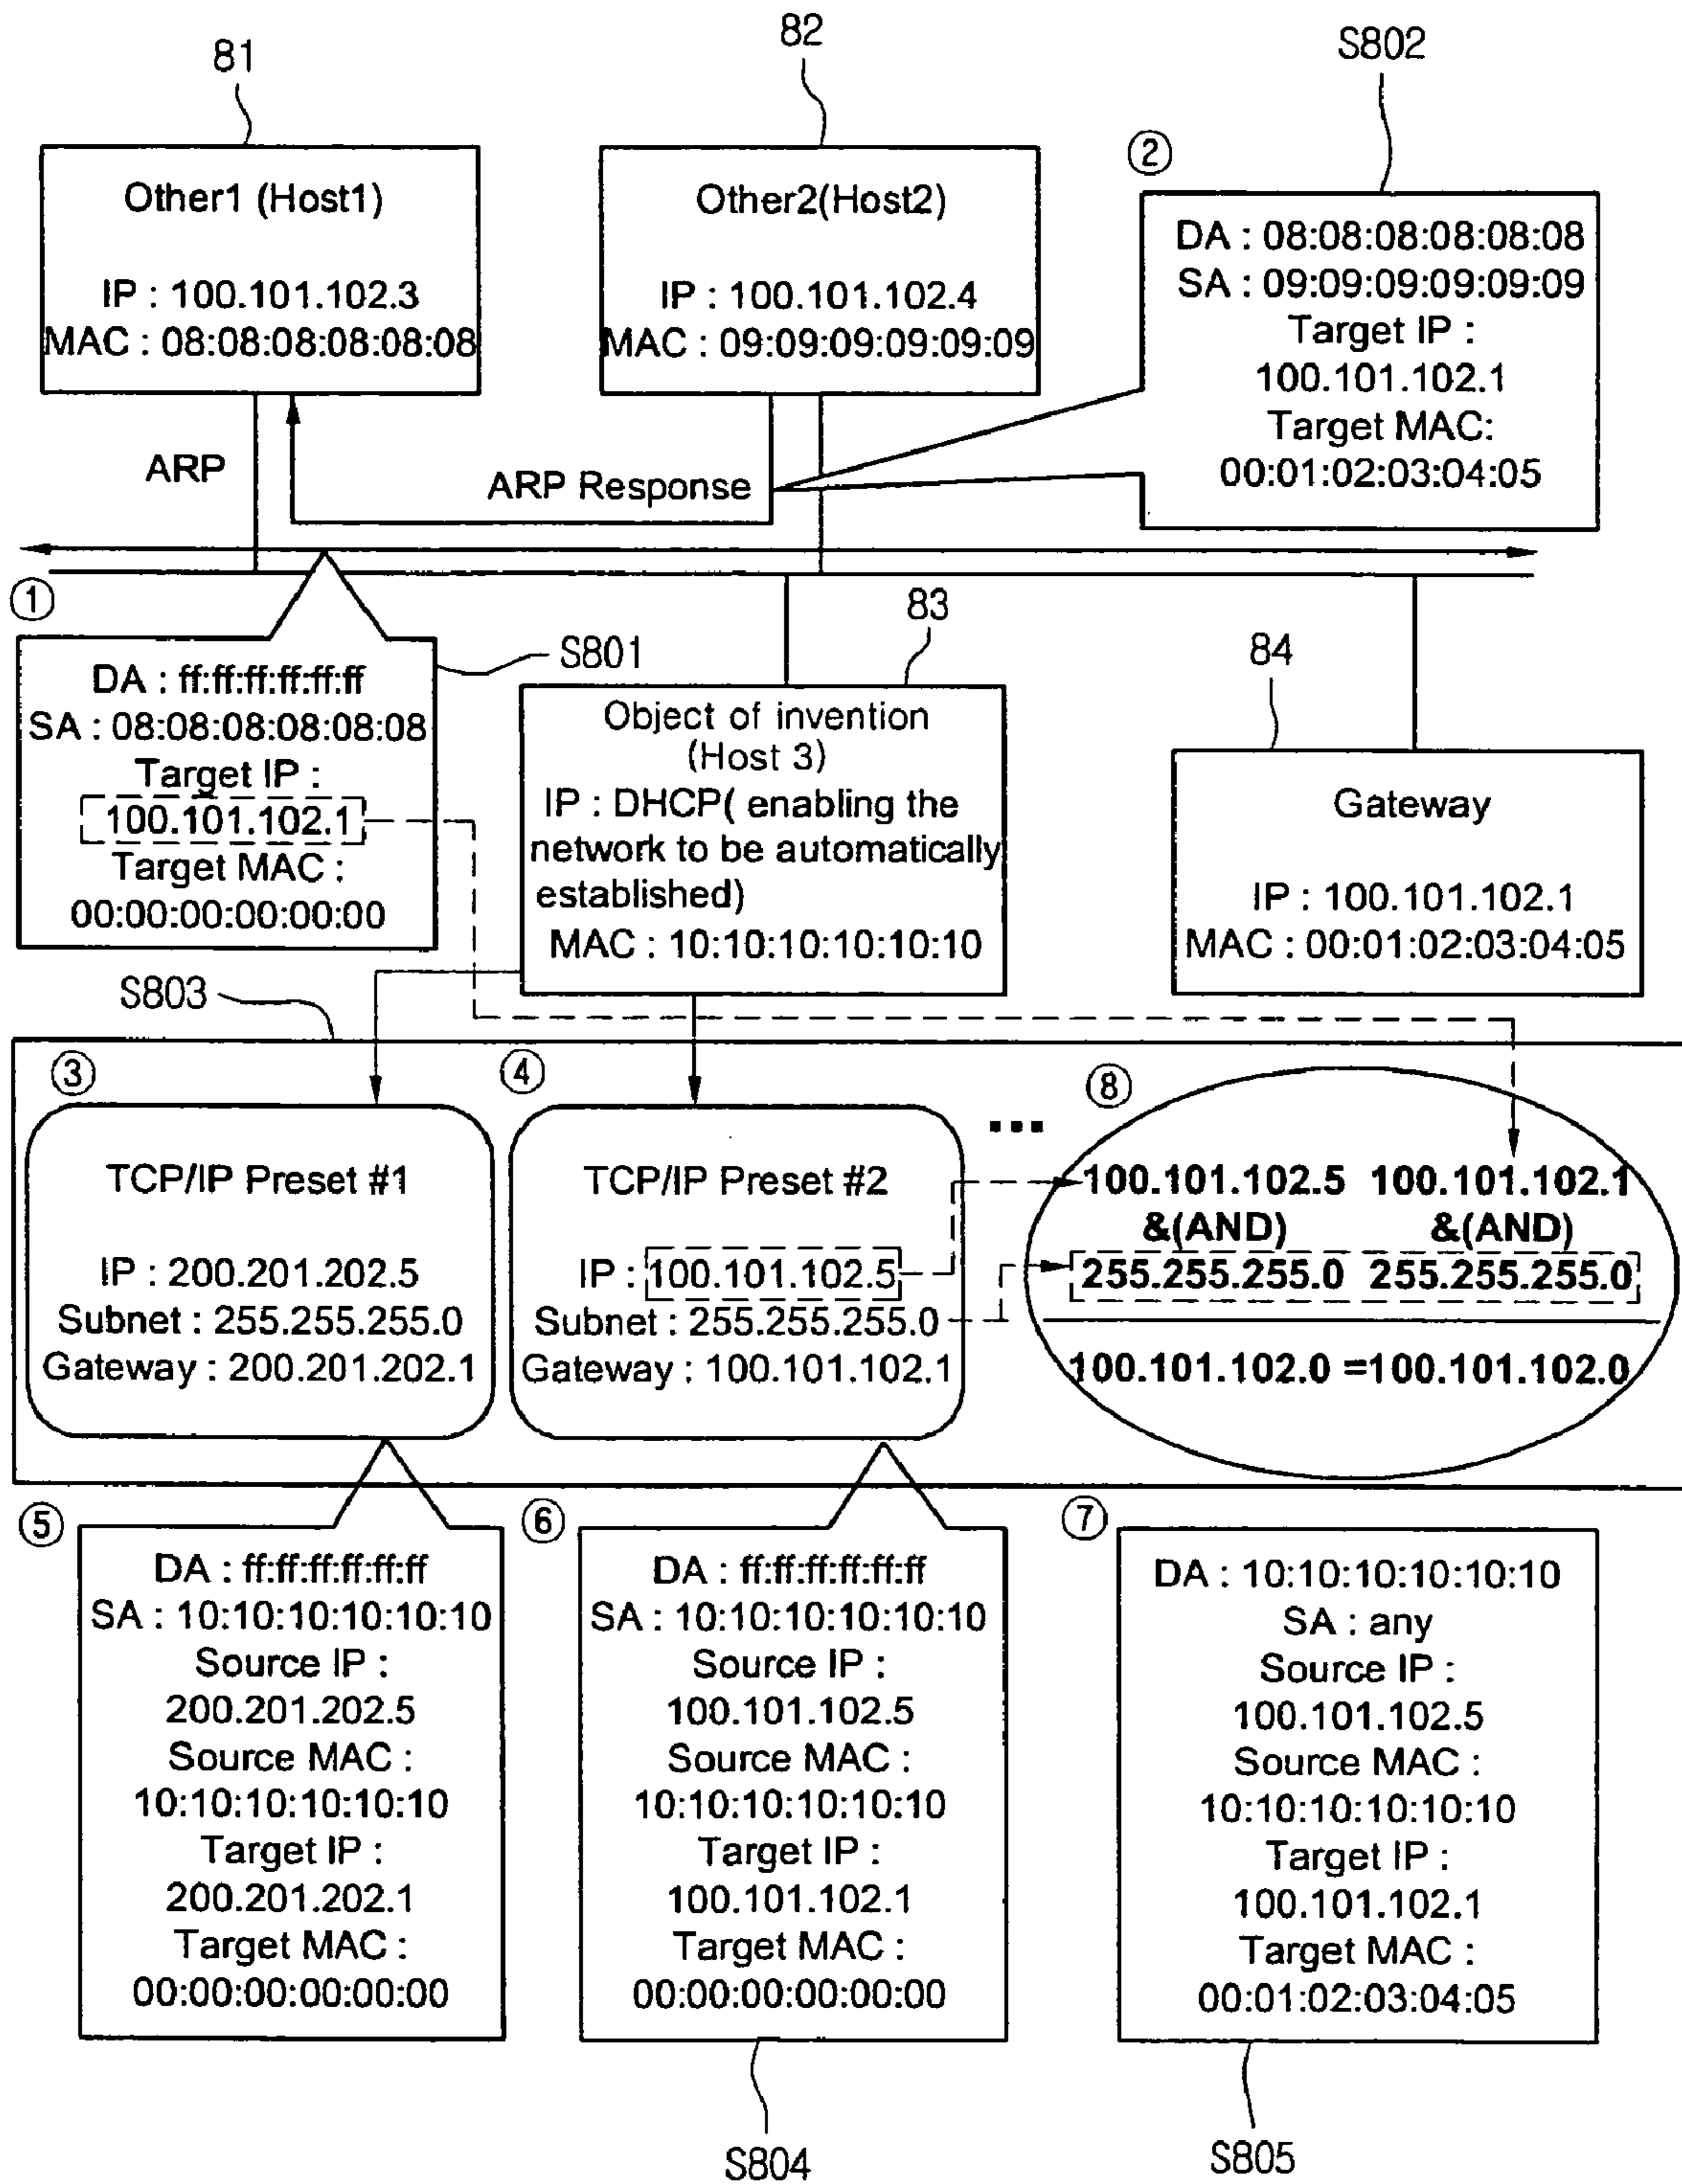 81
82
S802
Other1 (Host1)
IP : 100.101.102.3
MAC : 08:08:08:08:08:08
Other2(Host2)
IP : 100.101.102.4
MAC : 09:09:09:09:09:09
②
DA : 08:08:08:08:08:08
SA : 09:09:09:09:09:09
Target IP :
100.101.102.1
Target MAC:
00:01:02:03:04:05
ARP
ARP Response
①
S801
DA : ff:ff:ff:ff:ff:ff
SA : 08:08:08:08:08:08
Target IP :
100.101.102.1
Target MAC :
00:00:00:00:00:00
83
Object of invention
(Host 3)
IP : DHCP( enabling the
network to be automatically
established)
MAC : 10:10:10:10:10:10
84
Gateway
IP : 100.101.102.1
MAC : 00:01:02:03:04:05
S803
③
TCP/IP Preset #1
IP : 200.201.202.5
Subnet : 255.255.255.0
Gateway : 200.201.202.1
④
TCP/IP Preset #2
IP : 100.101.102.5
Subnet : 255.255.255.0
Gateway : 100.101.102.1
...
⑧
100.101.102.5 100.101.102.1
&(AND) &(AND)
255.255.255.0 255.255.255.0
100.101.102.0 =100.101.102.0
⑤
DA : ff:ff:ff:ff:ff:ff
SA : 10:10:10:10:10:10
Source IP :
200.201.202.5
Source MAC :
10:10:10:10:10:10
Target IP :
200.201.202.1
Target MAC :
00:00:00:00:00:00
⑥
DA : ff:ff:ff:ff:ff:ff
SA : 10:10:10:10:10:10
Source IP :
100.101.102.5
Source MAC :
10:10:10:10:10:10
Target IP :
100.101.102.1
Target MAC :
00:00:00:00:00:00
S804
⑦
DA : 10:10:10:10:10:10
SA : any
Source IP :
100.101.102.5
Source MAC :
10:10:10:10:10:10
Target IP :
100.101.102.1
Target MAC :
00:01:02:03:04:05
S805